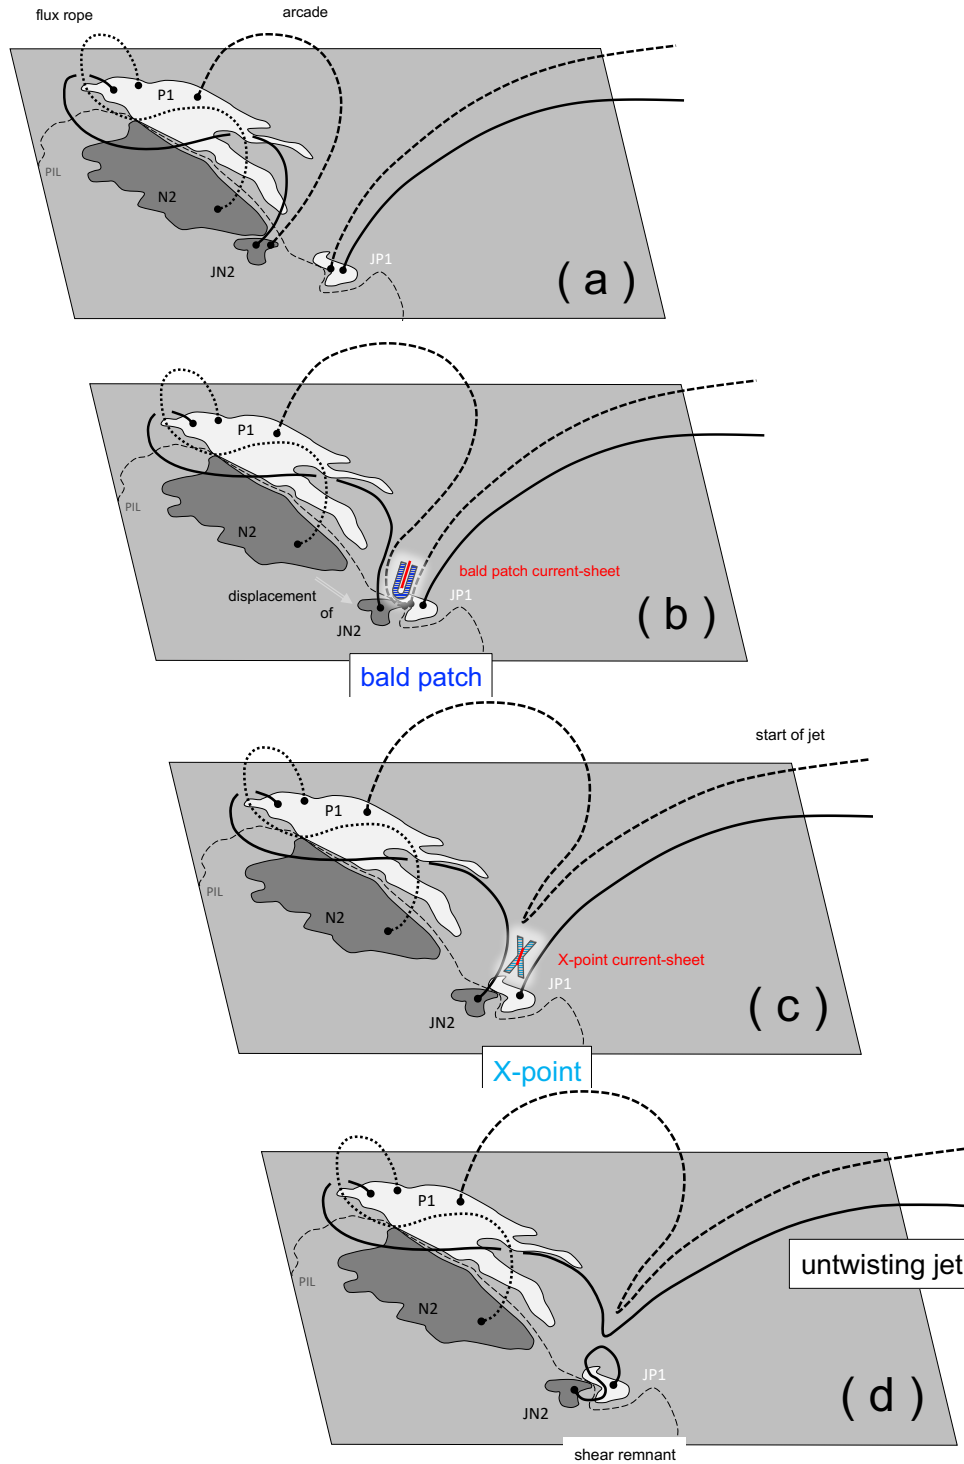 flux rope
arcade
P1
PIL
N2
JN2
JP1
( a )
P1
PIL
N2
bald patch current-sheet
displacement
of
JN2
JP1
( b )
bald patch
start of jet
P1
PIL
N2
X-point current-sheet
JP1
JN2
( c )
X-point
P1
untwisting jet
PIL
N2
JP1
JN2
( d )
shear remnant